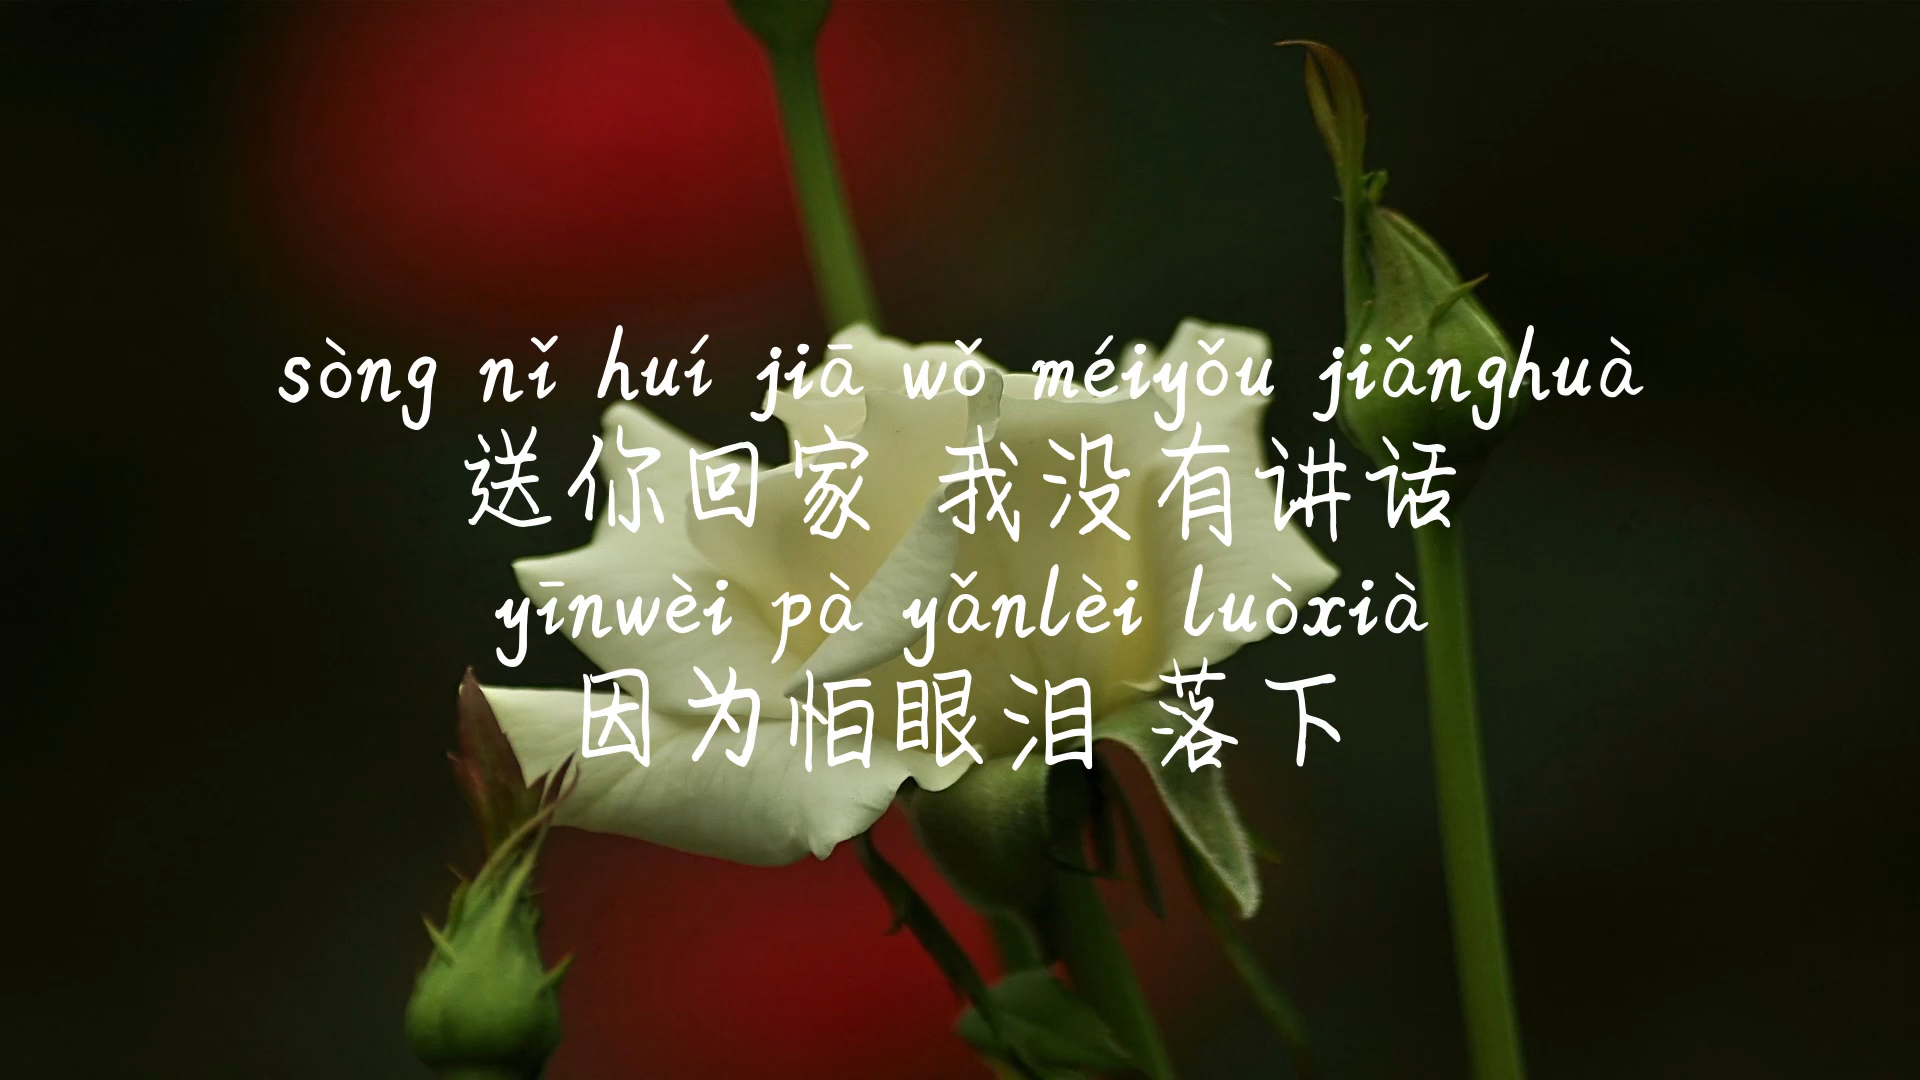 sòng nǐ huí jiā wǒ méiyǒu jiǎnghuà
送你回家 我没有讲话
yīnwèi pà yǎnlèi luòxià
因为怕眼泪 落下